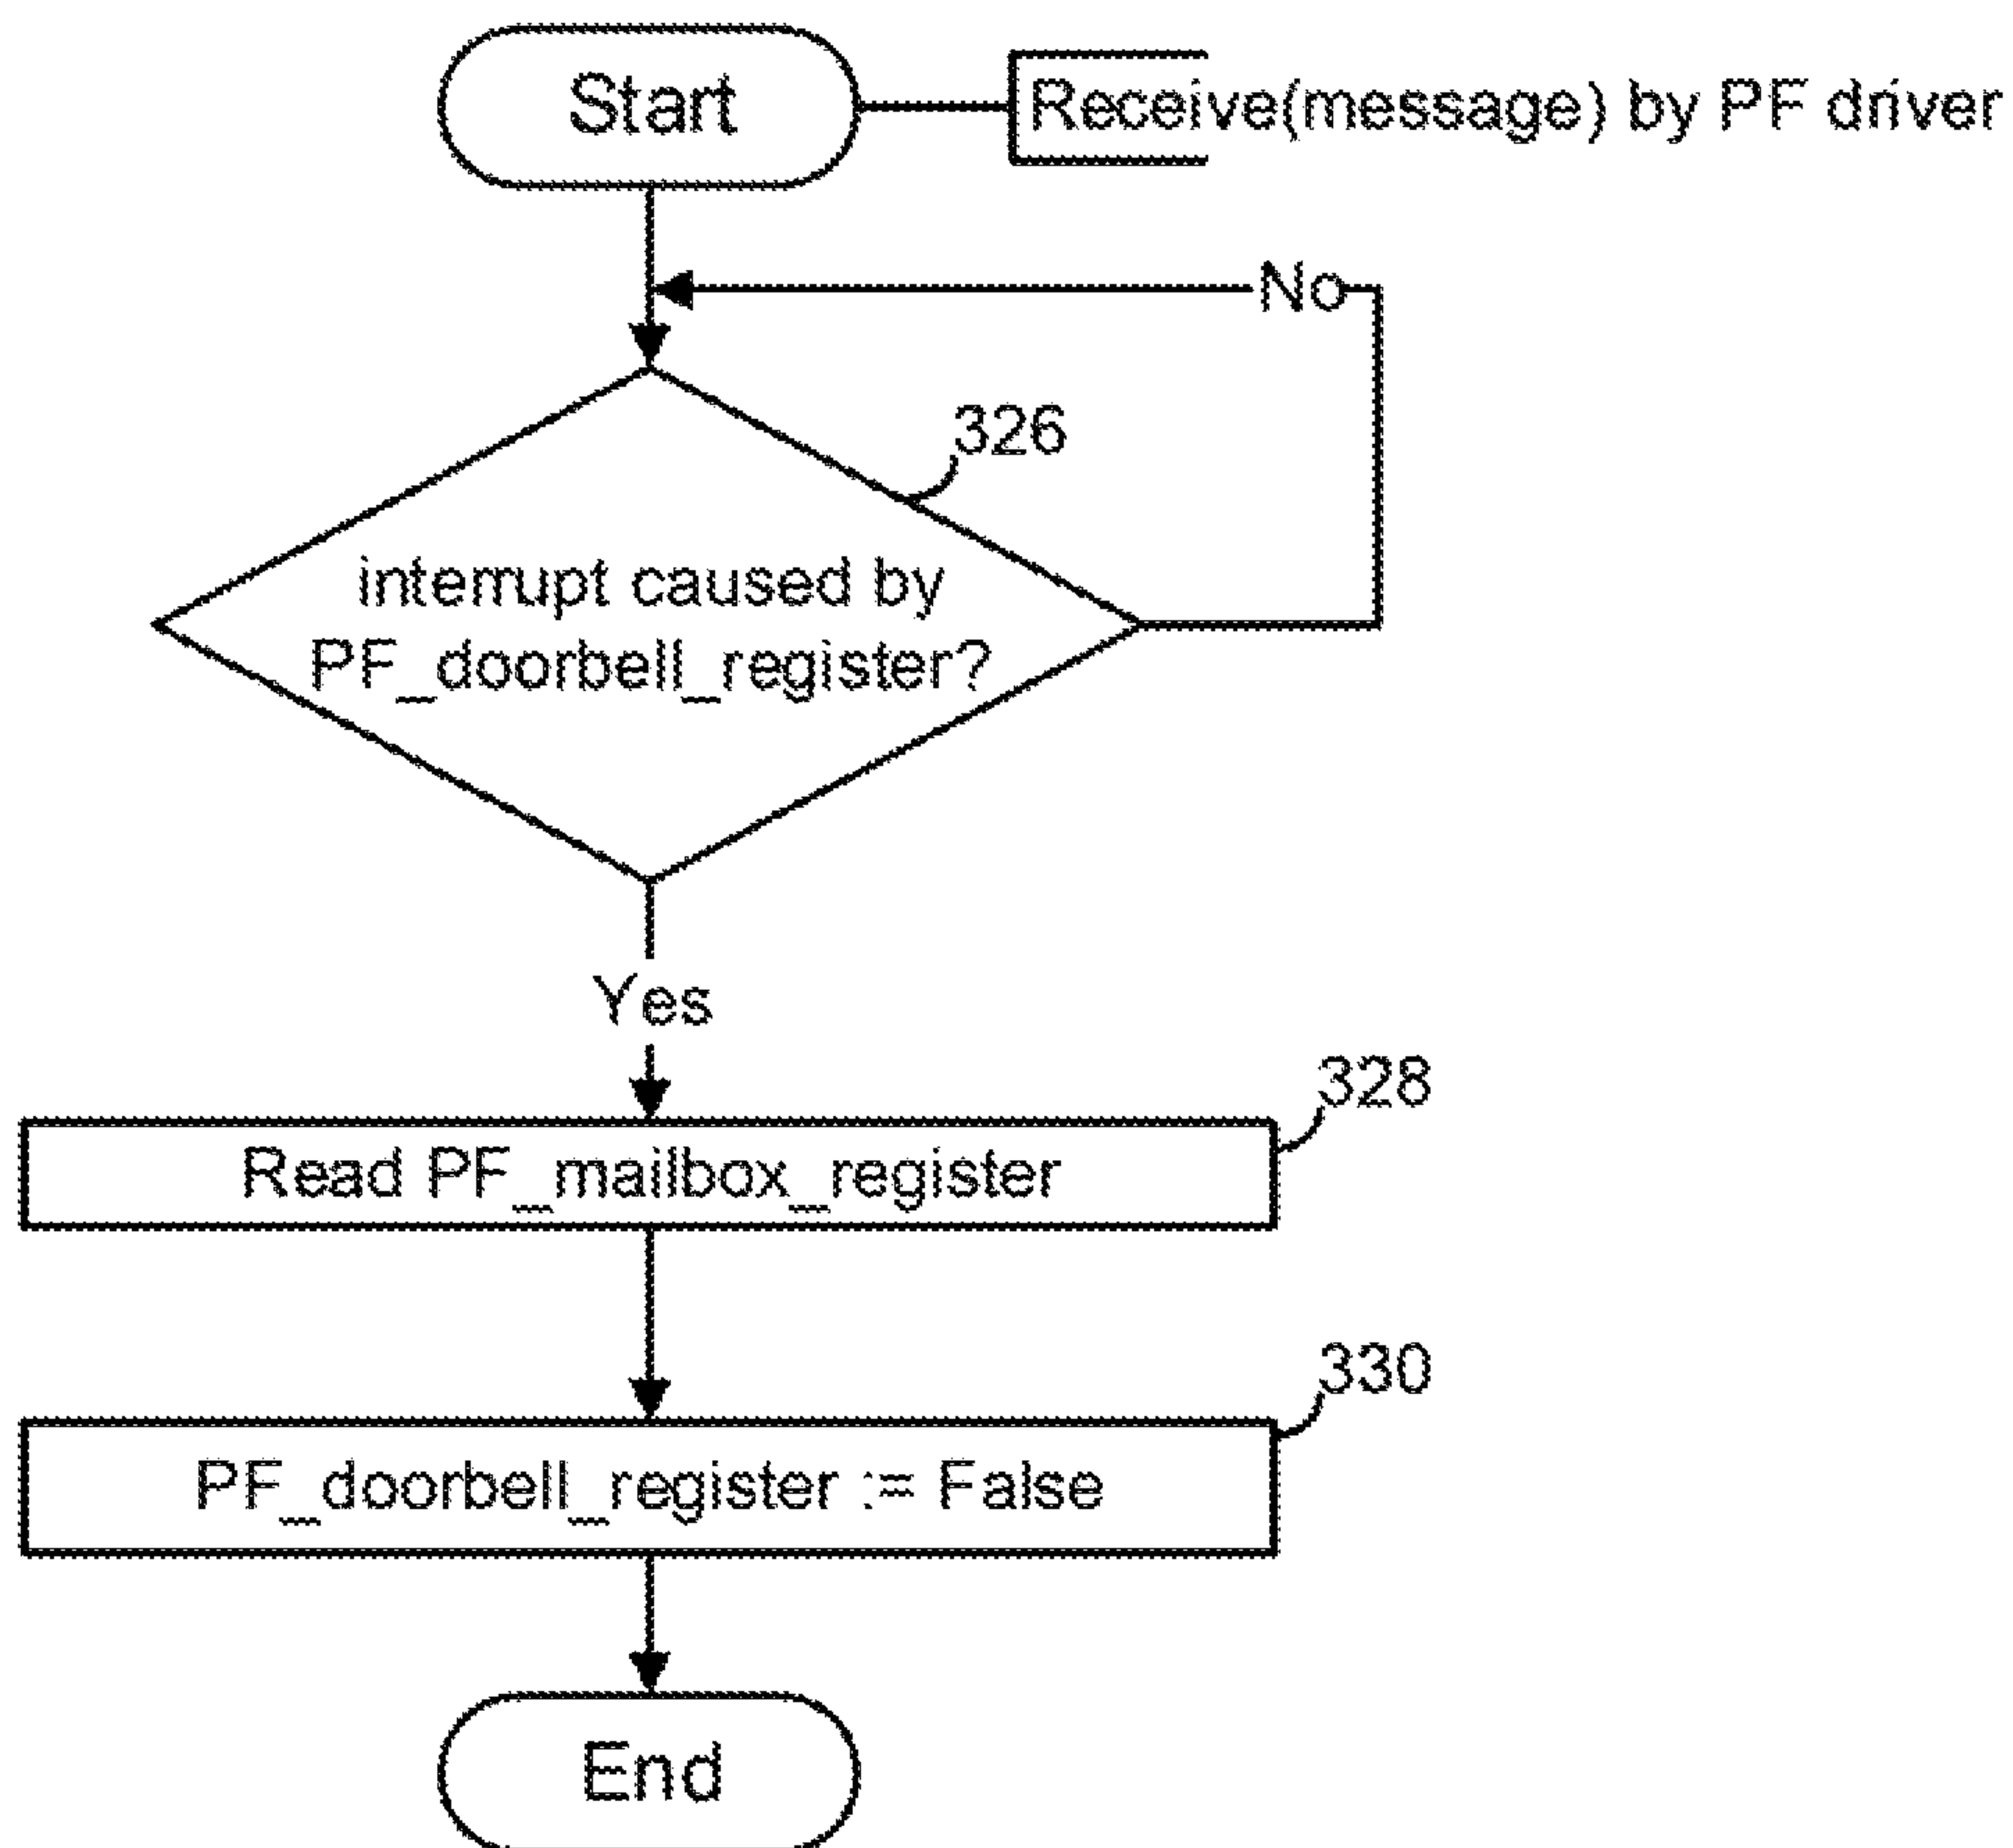 Start
Receive(message) by PF driver
No
326
interrupt caused by
PF_doorbell_register?
Yes
328
Read PF_mailbox_register
330
PF_doorbell_register := False
End